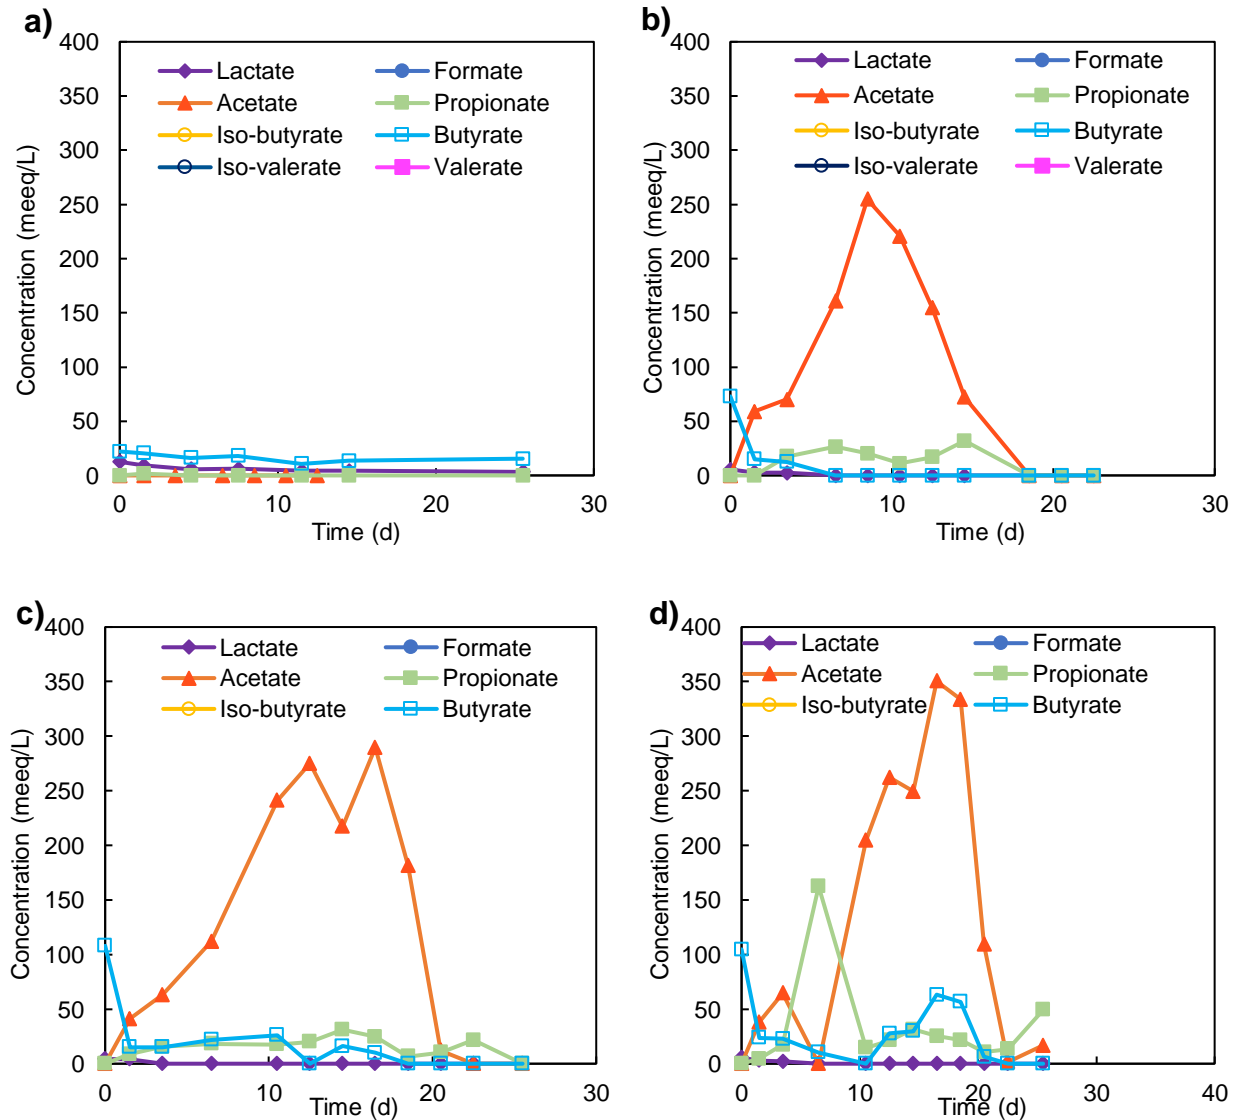 a)
400
350
300
250
200
150
100
50
0
Concentration (meeq/L)
Lactate Formate
Acetate Propionate
Iso-butyrate Butyrate
Iso-valerate Valerate
0 10 20 30
Time (d)
b)
400
350
300
250
200
150
100
50
0
Concentration (meeq/L)
Lactate Formate
Acetate Propionate
Iso-butyrate Butyrate
Iso-valerate Valerate
0 10 20 30
Time (d)
c)
400
350
300
250
200
150
100
50
0
Concentration (meeq/L)
Lactate Formate
Acetate Propionate
Iso-butyrate Butyrate
0 10 20 30
Time (d)
d)
400
350
300
250
200
150
100
50
0
Concentration (meeq/L)
Lactate Formate
Acetate Propionate
Iso-butyrate Butyrate
0 10 20 30 40
Time (d)